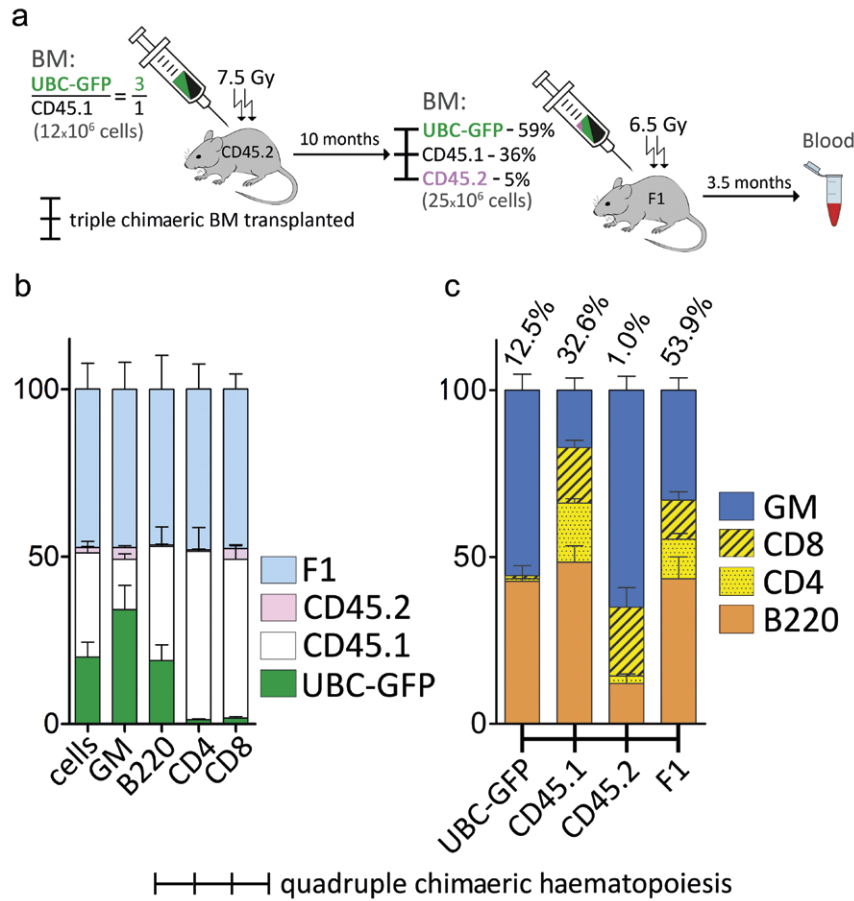 a
BM:
UBC-GFP
CD45.1
= 3
1
(12x10⁶ cells)
7.5 Gy
CD45.2
10 months
BM:
UBC-GFP - 59%
CD45.1 - 36%
CD45.2 - 5%
(25x10⁶ cells)
6.5 Gy
F1
3.5 months
Blood
triple chimaeric BM transplanted
b
100
50
0
cells
GM
B220
CD4
CD8
F1
CD45.2
CD45.1
UBC-GFP
c
12.5%
32.6%
1.0%
53.9%
100
50
0
UBC-GFP
CD45.1
CD45.2
F1
GM
CD8
CD4
B220
quadruple chimaeric haematopoiesis